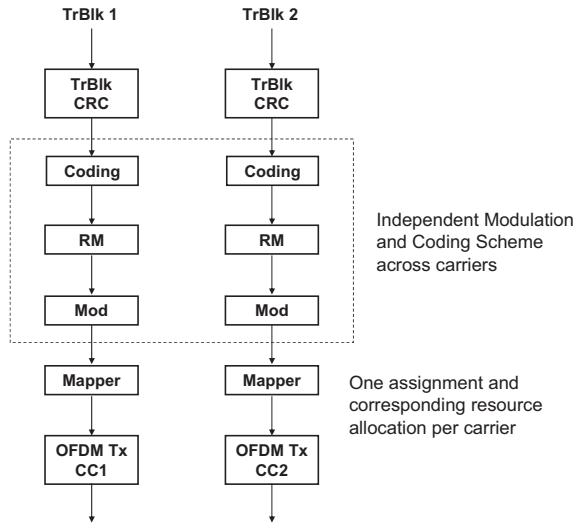 TrBlk 1
TrBlk 2
TrBlk
CRC
TrBlk
CRC
Coding
Coding
RM
RM
Mod
Mod
Independent Modulation
and Coding Scheme
across carriers
Mapper
Mapper
One assignment and
corresponding resource
allocation per carrier
OFDM Tx
CC1
OFDM Tx
CC2